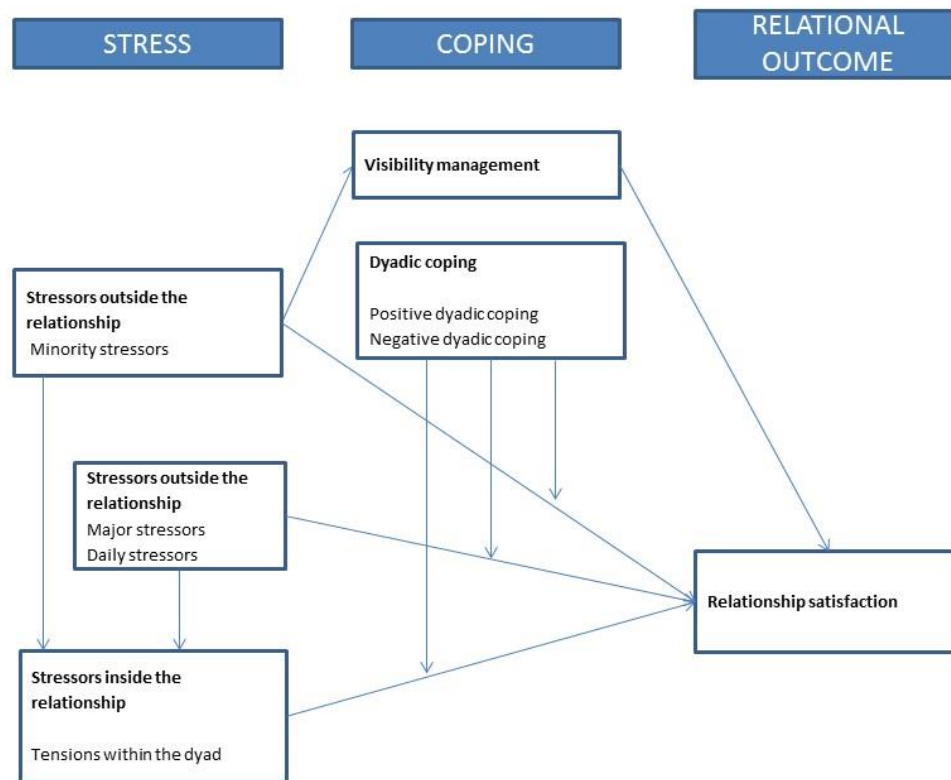 STRESS
COPING
RELATIONAL
OUTCOME
Visibility management
Dyadic coping
Positive dyadic coping
Negative dyadic coping
Stressors outside the
relationship
Minority stressors
Stressors outside the
relationship
Major stressors
Daily stressors
Relationship satisfaction
Stressors inside the
relationship
Tensions within the dyad